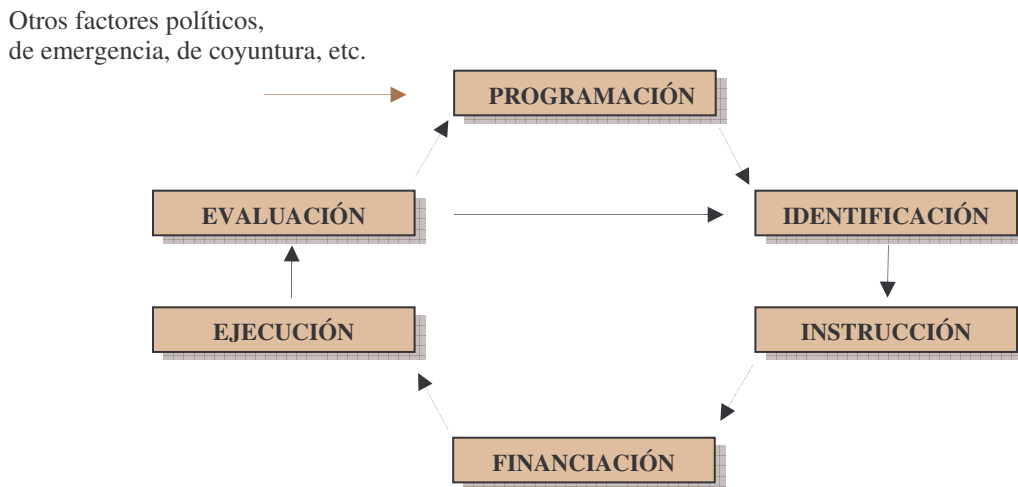 Otros factores políticos,
de emergencia, de coyuntura, etc.
PROGRAMACIÓN
EVALUACIÓN
IDENTIFICACIÓN
EJECUCIÓN
INSTRUCCIÓN
FINANCIACIÓN